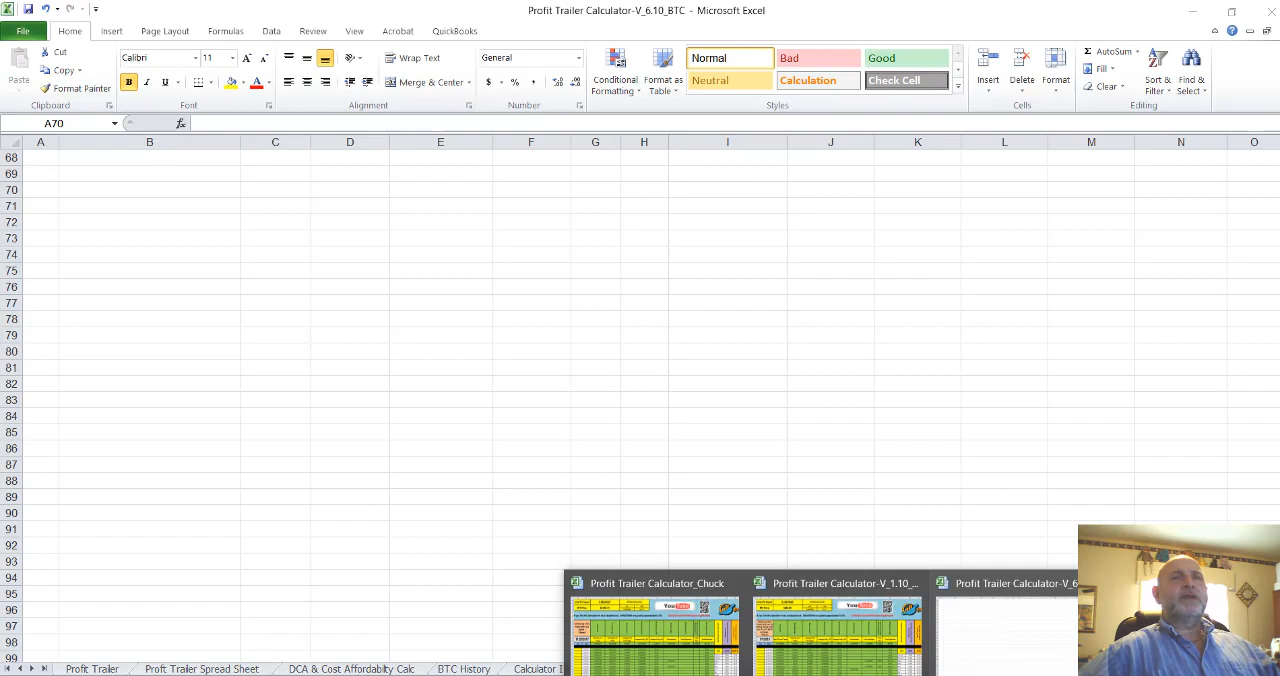 Profit Trailer Calculator-V_6.10_BTC - Microsoft Excel
File Home Insert Page Layout Formulas Data Review View Acrobat QuickBooks
Paste
Cut
Copy
Format Painter
Clipboard
Calibri 11
B I U
Font
Wrap Text
Merge & Center
Alignment
General
$ % ,
Number
Conditional Formatting
Format as Table
Normal Bad Good
Neutral Calculation Check Cell
Styles
Insert Delete Format
Cells
AutoSum
Fill
Clear
Sort & Filter
Find & Select
Editing
A70 fx
A B C D E F G H I J K L M N O
68
69
70
71
72
73
74
75
76
77
78
79
80
81
82
83
84
85
86
87
88
89
90
91
92
93
94
95
96
97
98
99
Profit Trailer Calculator_Chuck Profit Trailer Calculator-V_1.10_... Profit Trailer Calculator-V_6
YouTube YouTube
Profit Trailer Proft Trailer Spread Sheet DCA & Cost Affordabilty Calc BTC History Calculator I